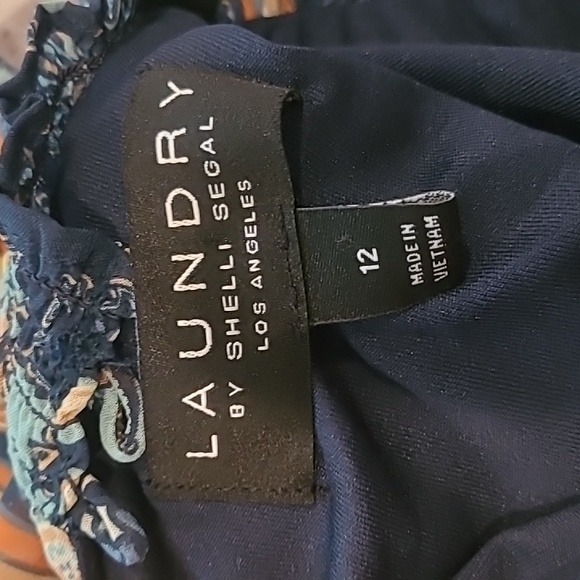 LAUNDRY
BY SHELLI SEGAL
LOS ANGELES
12
MADE IN
VIETNAM